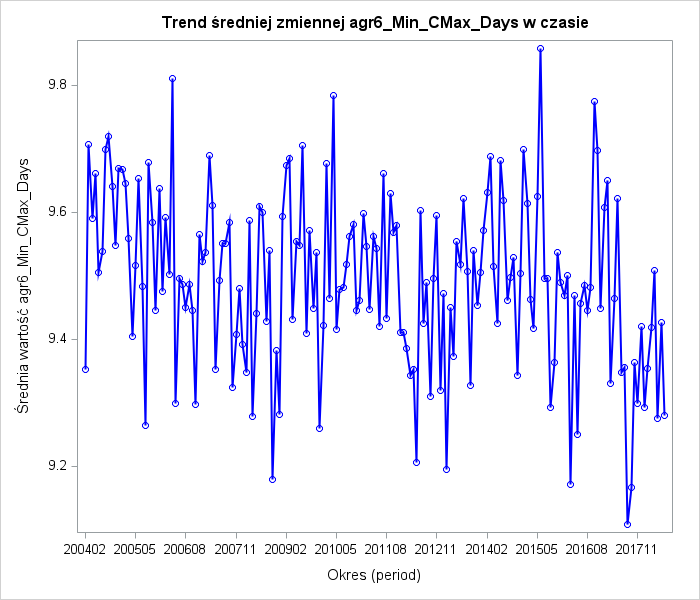 Trend średniej zmiennej agr6_Min_CMax_Days w czasie
Średnia wartość agr6_Min_CMax_Days
9.8
9.6
9.4
9.2
200402 200505 200608 200711 200902 201005 201108 201211 201402 201505 201608 201711
Okres (period)